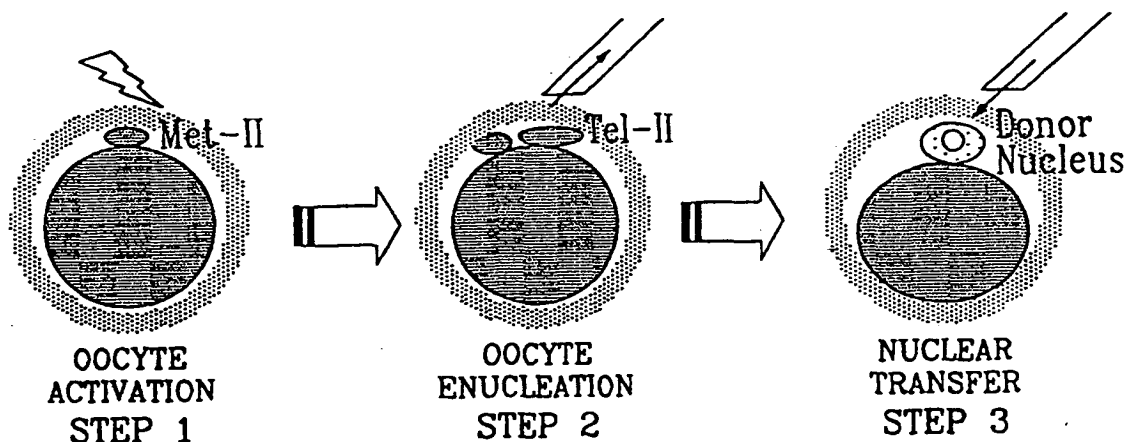 Met-II
Tel-II
Donor
Nucleus
OOCYTE
ACTIVATION
STEP 1
OOCYTE
ENUCLEATION
STEP 2
NUCLEAR
TRANSFER
STEP 3